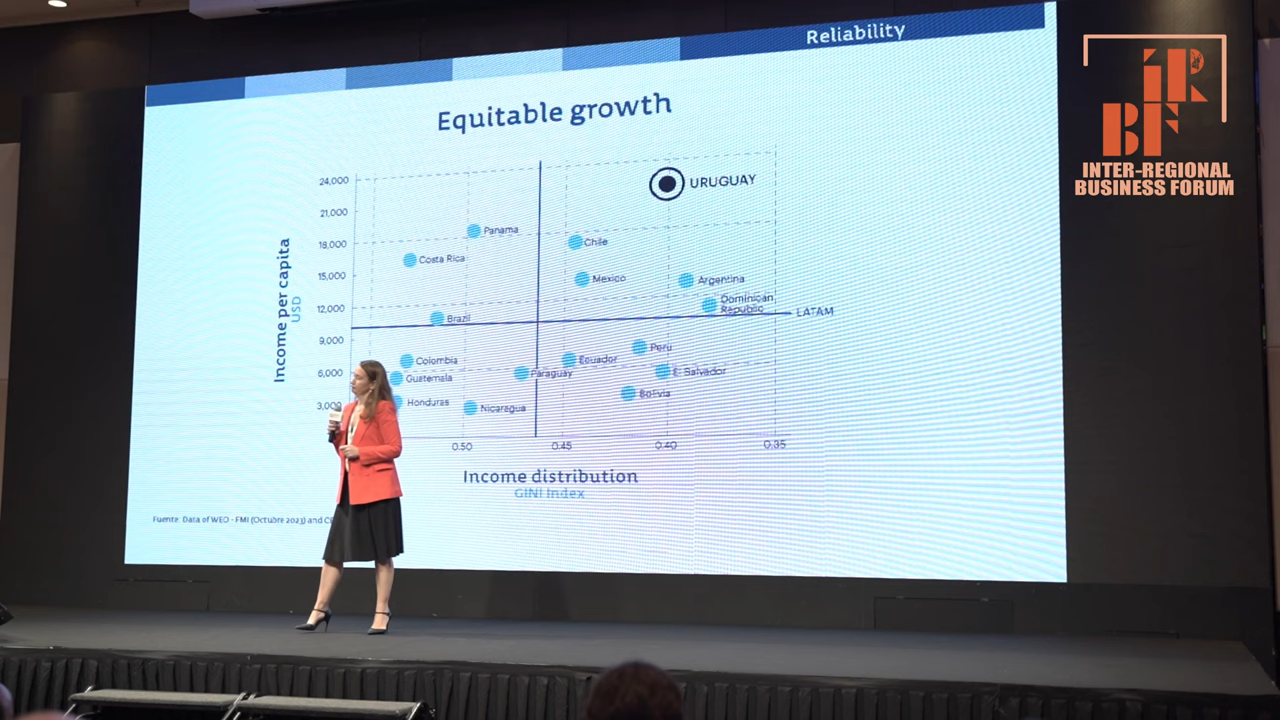 Reliability
Equitable growth
24,000
21,000
18,000
15,000
12,000
9,000
6,000
3,000
Income per capita
USD
URUGUAY
Panama
Chile
Costa Rica
Mexico
Argentina
Dominican
Republic
Brazil
LATAM
Peru
Colombia
Ecuador
Guatemala
Paraguay
El Salvador
Bolivia
Honduras
Nicaragua
0.50
0.45
0.40
0.35
Income distribution
GINI Index
Fuente: Data of WEO - FMI (Octubre 2023) and
IR
BF
INTER-REGIONAL
BUSINESS FORUM